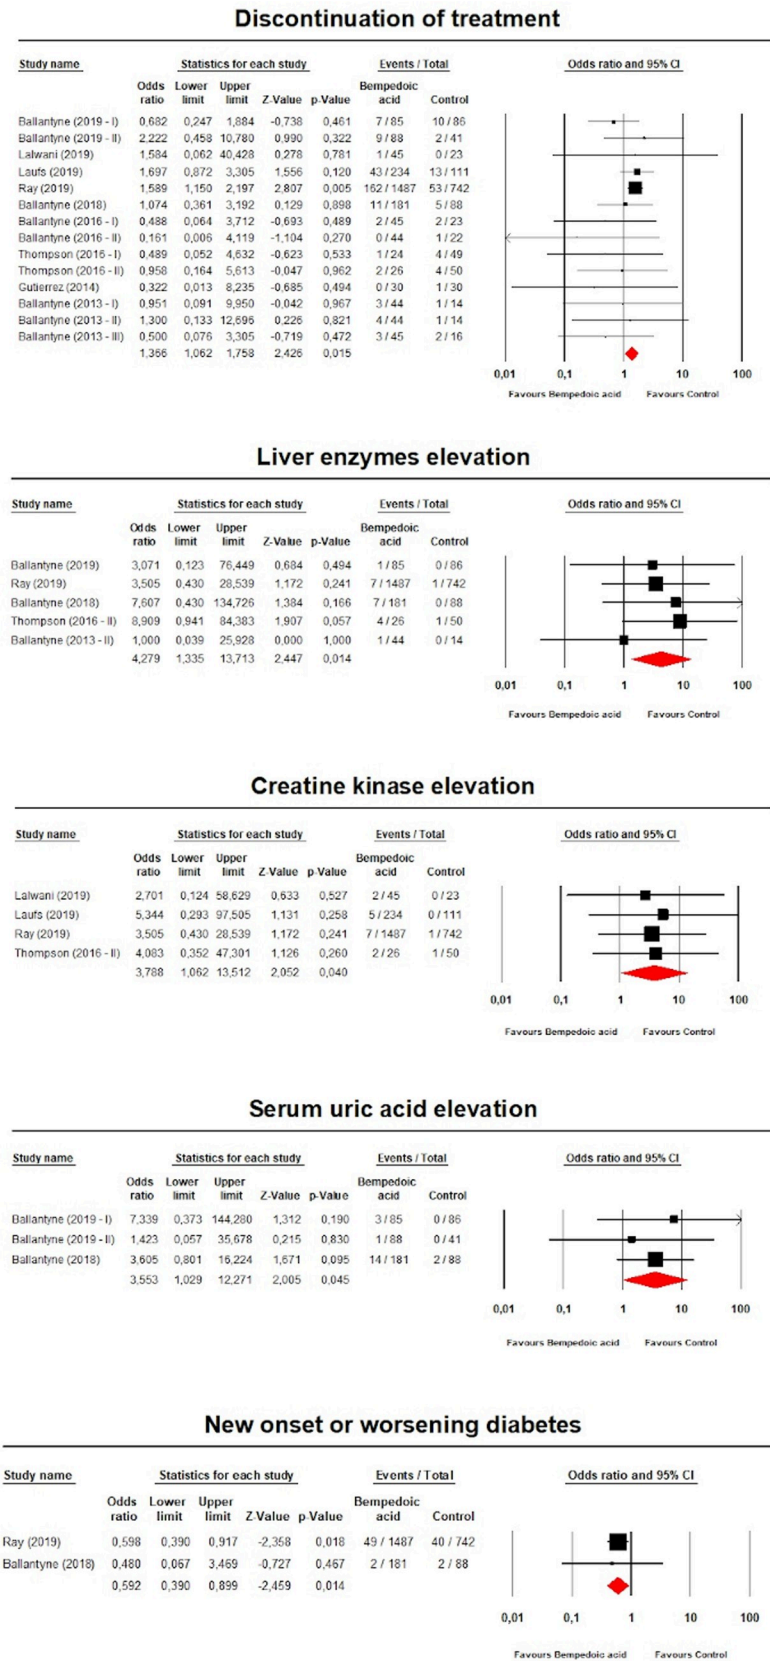 Discontinuation of treatment
Study name Statistics for each study Events / Total Odds ratio and 95% CI
Odds Lower Upper Bempedoic
ratio limit limit Z-Value p-Value acid Control
Ballantyne (2019 - I) 0,682 0,247 1,884 -0,738 0,461 7 / 85 10 / 86
Ballantyne (2019 - II) 2,222 0,458 10,780 0,990 0,322 9 / 88 2 / 41
Lalwani (2019) 1,584 0,062 40,428 0,278 0,781 1 / 45 0 / 23
Laufs (2019) 1,697 0,872 3,305 1,556 0,120 43 / 234 13 / 111
Ray (2019) 1,589 1,150 2,197 2,807 0,005 162 / 1487 53 / 742
Ballantyne (2018) 1,074 0,361 3,192 0,129 0,898 11 / 181 5 / 88
Ballantyne (2016 - I) 0,488 0,064 3,712 -0,693 0,489 2 / 45 2 / 23
Ballantyne (2016 - II) 0,161 0,006 4,119 -1,104 0,270 0 / 44 1 / 22
Thompson (2016 - I) 0,489 0,052 4,632 -0,623 0,533 1 / 24 4 / 49
Thompson (2016 - II) 0,958 0,164 5,613 -0,047 0,962 2 / 26 4 / 50
Gutierrez (2014) 0,322 0,013 8,235 -0,685 0,494 0 / 30 1 / 30
Ballantyne (2013 - I) 0,951 0,091 9,950 -0,042 0,967 3 / 44 1 / 14
Ballantyne (2013 - II) 1,300 0,133 12,696 0,226 0,821 4 / 44 1 / 14
Ballantyne (2013 - III) 0,500 0,076 3,305 -0,719 0,472 3 / 45 2 / 16
1,366 1,062 1,758 2,426 0,015
0,01 0,1 1 10 100
Favours Bempedoic acid Favours Control
Liver enzymes elevation
Study name Statistics for each study Events / Total Odds ratio and 95% CI
Odds Lower Upper Bempedoic
ratio limit limit Z-Value p-Value acid Control
Ballantyne (2019) 3,071 0,123 76,449 0,684 0,494 1 / 85 0 / 86
Ray (2019) 3,505 0,430 28,539 1,172 0,241 7 / 1487 1 / 742
Ballantyne (2018) 7,607 0,430 134,726 1,384 0,166 7 / 181 0 / 88
Thompson (2016 - II) 8,909 0,941 84,383 1,907 0,057 4 / 26 1 / 50
Ballantyne (2013 - II) 1,000 0,039 25,928 0,000 1,000 1 / 44 0 / 14
4,279 1,335 13,713 2,447 0,014
0,01 0,1 1 10 100
Favours Bempedoic acid Favours Control
Creatine kinase elevation
Study name Statistics for each study Events / Total Odds ratio and 95% CI
Odds Lower Upper Bempedoic
ratio limit limit Z-Value p-Value acid Control
Lalwani (2019) 2,701 0,124 58,629 0,633 0,527 2 / 45 0 / 23
Laufs (2019) 5,344 0,293 97,505 1,131 0,258 5 / 234 0 / 111
Ray (2019) 3,505 0,430 28,539 1,172 0,241 7 / 1487 1 / 742
Thompson (2016 - II) 4,083 0,352 47,301 1,126 0,260 2 / 26 1 / 50
3,788 1,062 13,512 2,052 0,040
0,01 0,1 1 10 100
Favours Bempedoic acid Favours Control
Serum uric acid elevation
Study name Statistics for each study Events / Total Odds ratio and 95% CI
Odds Lower Upper Bempedoic
ratio limit limit Z-Value p-Value acid Control
Ballantyne (2019 - I) 7,339 0,373 144,280 1,312 0,190 3 / 85 0 / 86
Ballantyne (2019 - II) 1,423 0,057 35,678 0,215 0,830 1 / 88 0 / 41
Ballantyne (2018) 3,605 0,801 16,224 1,671 0,095 14 / 181 2 / 88
3,553 1,029 12,271 2,005 0,045
0,01 0,1 1 10 100
Favours Bempedoic acid Favours Control
New onset or worsening diabetes
Study name Statistics for each study Events / Total Odds ratio and 95% CI
Odds Lower Upper Bempedoic
ratio limit limit Z-Value p-Value acid Control
Ray (2019) 0,598 0,390 0,917 -2,358 0,018 49 / 1487 40 / 742
Ballantyne (2018) 0,480 0,067 3,469 -0,727 0,467 2 / 181 2 / 88
0,592 0,390 0,899 -2,459 0,014
0,01 0,1 1 10 100
Favours Bempedoic acid Favours Control